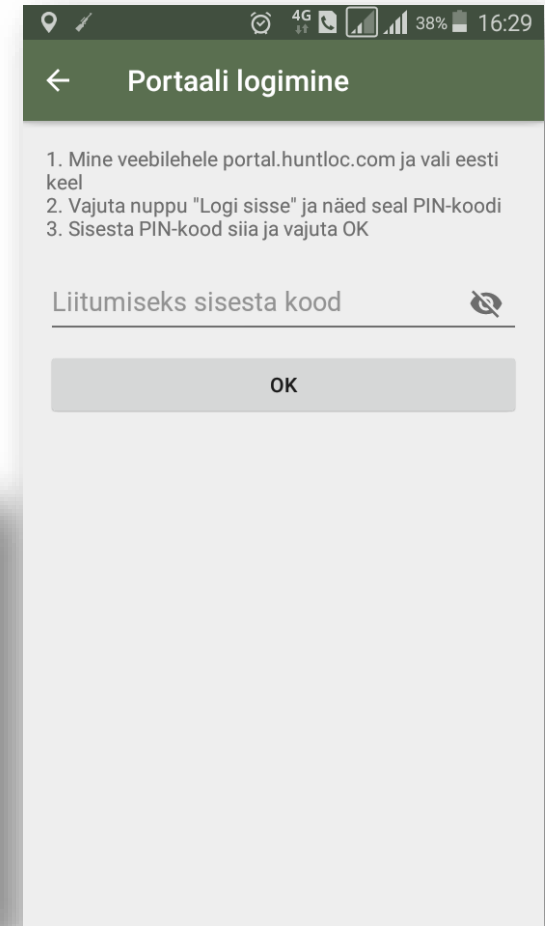 4G 38% 16:29
Portaali logimine
1. Mine veebilehele portal.huntloc.com ja vali eesti
keel
2. Vajuta nuppu "Logi sisse" ja näed seal PIN-koodi
3. Sisesta PIN-kood siia ja vajuta OK
Liitumiseks sisesta kood
OK